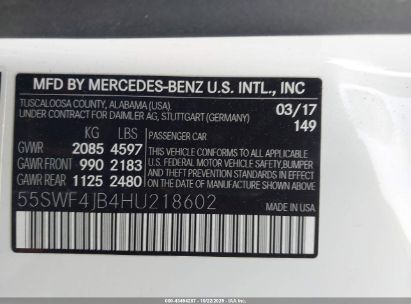 MFD BY MERCEDES-BENZ U.S. INTL., INC
TUSCALOOSA COUNTY, ALABAMA (USA). 03/17
UNDER CONTRACT FOR DAIMLER AG, STUTTGART (GERMANY) 149
KG LBS PASSENGER CAR
GVWR 2085 4597 THIS VEHICLE CONFORMS TO ALL APPLICABLE
GAWR FRONT 990 2183 U.S. FEDERAL MOTOR VEHICLE SAFETY, BUMPER
GAWR REAR 1125 2480 AND THEFT PREVENTION STANDARDS IN EFFECT
ON THE DATE OF MANUFACTURE SHOWN ABOVE.
55SWF4JB4HU218602